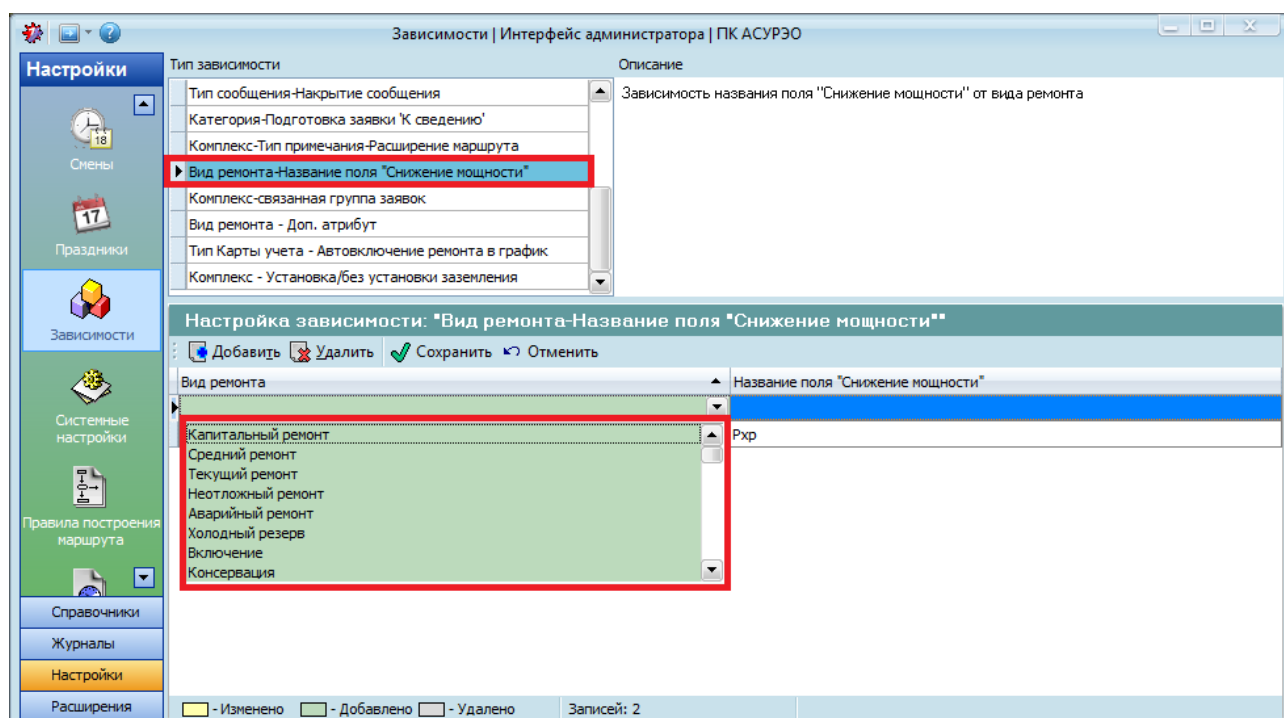 Зависимости | Интерфейс администратора | ПК АСУРЭО
Настройки
Тип зависимости
Описание
Тип сообщения-Накрытие сообщения
Зависимость названия поля "Снижение мощности" от вида ремонта
Категория-Подготовка заявки 'К сведению'
Комплекс-Тип примечания-Расширение маршрута
Вид ремонта-Название поля "Снижение мощности"
Комплекс-связанная группа заявок
Вид ремонта - Доп. атрибут
Тип Карты учета - Автовключение ремонта в график
Комплекс - Установка/без установки заземления
18
Смены
17
Праздники
Зависимости
Системные
настройки
Правила построения
маршрута
Настройка зависимости: "Вид ремонта-Название поля "Снижение мощности""
Добавить Удалить Сохранить Отменить
Вид ремонта
Название поля "Снижение мощности"
Капитальный ремонт
Рхр
Средний ремонт
Текущий ремонт
Неотложный ремонт
Аварийный ремонт
Холодный резерв
Включение
Консервация
Справочники
Журналы
Настройки
Расширения
- Изменено - Добавлено - Удалено Записей: 2